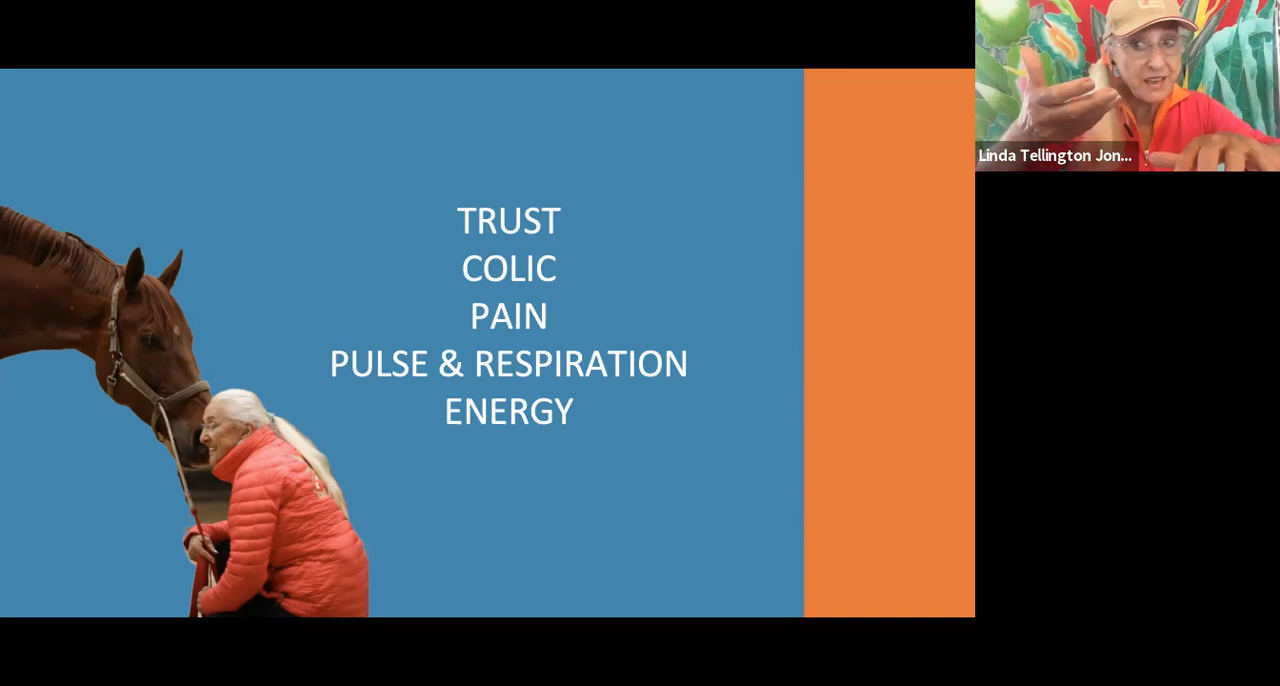 TRUST
COLIC
PAIN
PULSE & RESPIRATION
ENERGY
Linda Tellington Jon...